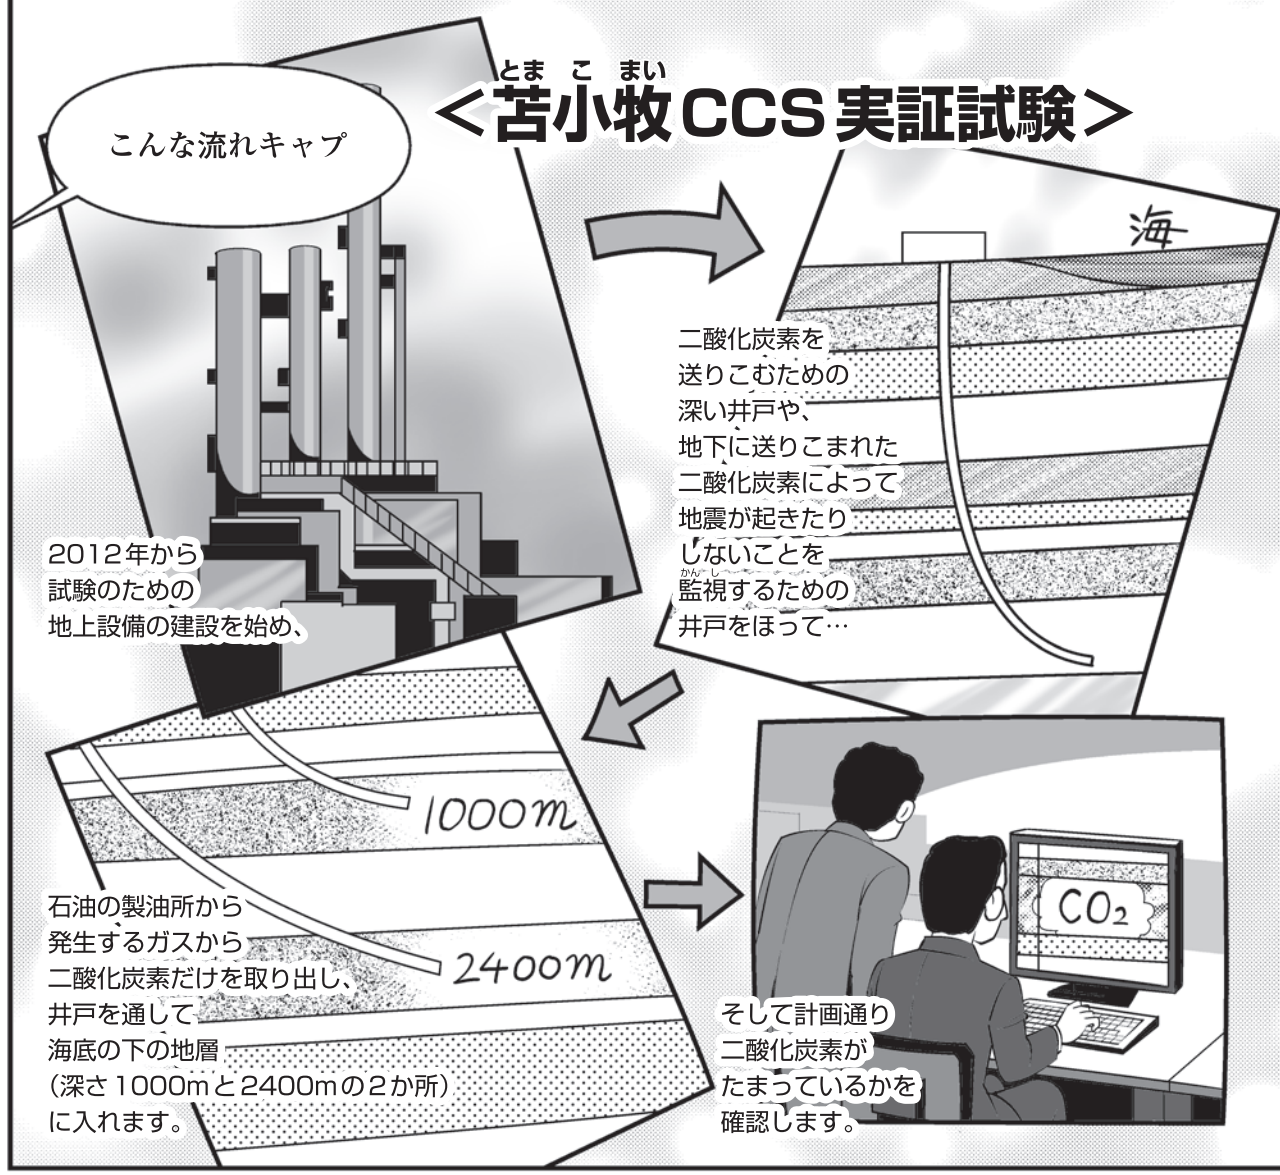 ＜苫小牧CCS実証試験＞
とま こ まい
こんな流れキャプ
2012年から
試験のための
地上設備の建設を始め、
海
二酸化炭素を
送りこむための
深い井戸や、
地下に送りこまれた
二酸化炭素によって
地震が起きたり
しないことを
かん し
監視するための
井戸をほって…
1000m
2400m
石油の製油所から
発生するガスから
二酸化炭素だけを取り出し、
井戸を通して
海底の下の地層
（深さ1000mと2400mの2か所）
に入れます。
CO₂
そして計画通り
二酸化炭素が
たまっているかを
確認します。